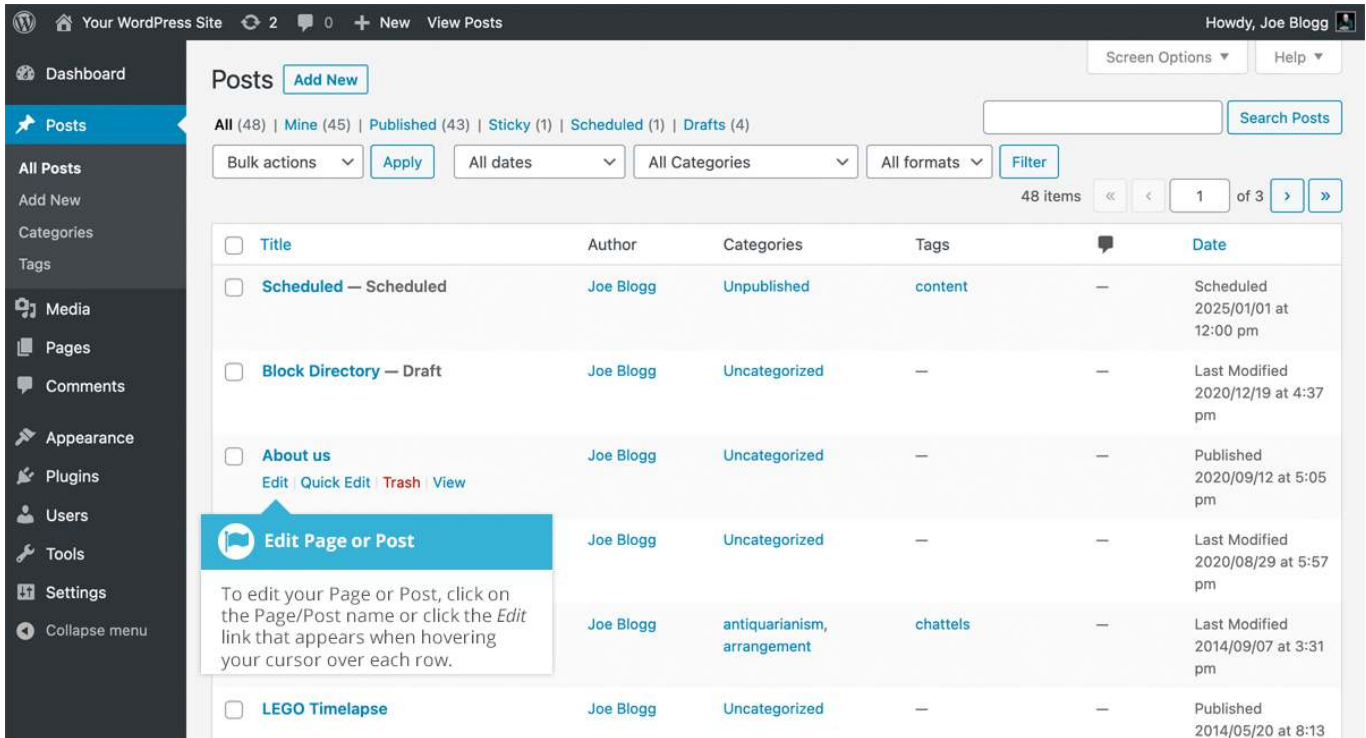 Your WordPress Site 2 0 New View Posts Howdy, Joe Blogg
Screen Options Help
Dashboard
Posts
All Posts
Add New
Categories
Tags
Media
Pages
Comments
Appearance
Plugins
Users
Tools
Settings
Collapse menu
Posts Add New
All (48) | Mine (45) | Published (43) | Sticky (1) | Scheduled (1) | Drafts (4)
Search Posts
Bulk actions Apply All dates All Categories All formats Filter
48 items « ‹ 1 of 3 › »
Title Author Categories Tags Date
Scheduled — Scheduled Joe Blogg Unpublished content — Scheduled
2025/01/01 at
12:00 pm
Block Directory — Draft Joe Blogg Uncategorized — — Last Modified
2020/12/19 at 4:37
pm
About us Joe Blogg Uncategorized — — Published
Edit | Quick Edit | Trash | View 2020/09/12 at 5:05
pm
Edit Page or Post
To edit your Page or Post, click on
the Page/Post name or click the Edit
link that appears when hovering
your cursor over each row.
Joe Blogg Uncategorized — — Last Modified
2020/08/29 at 5:57
pm
Joe Blogg antiquarianism, chattels — Last Modified
arrangement 2014/09/07 at 3:31
pm
LEGO Timelapse Joe Blogg Uncategorized — — Published
2014/05/20 at 8:13